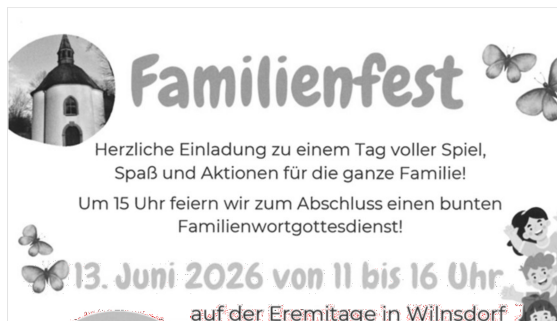 Familienfest
Herzliche Einladung zu einem Tag voller Spiel,
Spaß und Aktionen für die ganze Familie!
Um 15 Uhr feiern wir zum Abschluss einen bunten
Familienwortgottesdienst!
13. Juni 2026 von 11 bis 16 Uhr
auf der Eremitage in Wilnsdorf